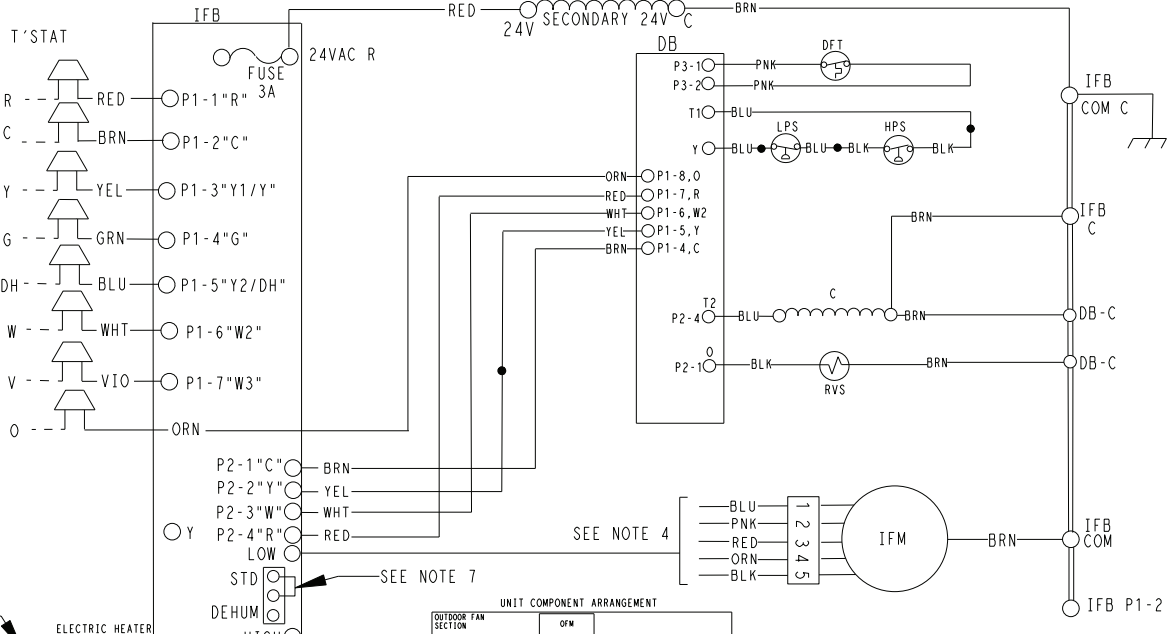 IFB
RED
24V
SECONDARY 24V
C
BRN
T'STAT
24VAC R
FUSE
3A
R
RED
P1-1"R"
C
BRN
P1-2"C"
Y
YEL
P1-3"Y1/Y"
G
GRN
P1-4"G"
DH
BLU
P1-5"Y2/DH"
W
WHT
P1-6"W2"
V
VIO
P1-7"W3"
O
ORN
P2-1"C"
BRN
P2-2"Y"
YEL
P2-3"W"
WHT
P2-4"R"
RED
Y
LOW
STD
SEE NOTE 7
DEHUM
ELECTRIC HEATER
HIGH
DB
P3-1
PNK
DFT
P3-2
PNK
T1
BLU
LPS
HPS
Y
BLU
BLU
BLK
BLK
ORN
P1-8,O
RED
P1-7,R
WHT
P1-6,W2
YEL
P1-5,Y
BRN
P1-4,C
T2
P2-4
BLU
C
BRN
BRN
O
P2-1
BLK
RVS
BRN
IFB
COM C
IFB
C
DB-C
DB-C
SEE NOTE 4
BLU
PNK
RED
ORN
BLK
1
2
3
4
5
IFM
BRN
IFB
COM
IFB P1-2
UNIT COMPONENT ARRANGEMENT
OUTDOOR FAN
SECTION
OFM